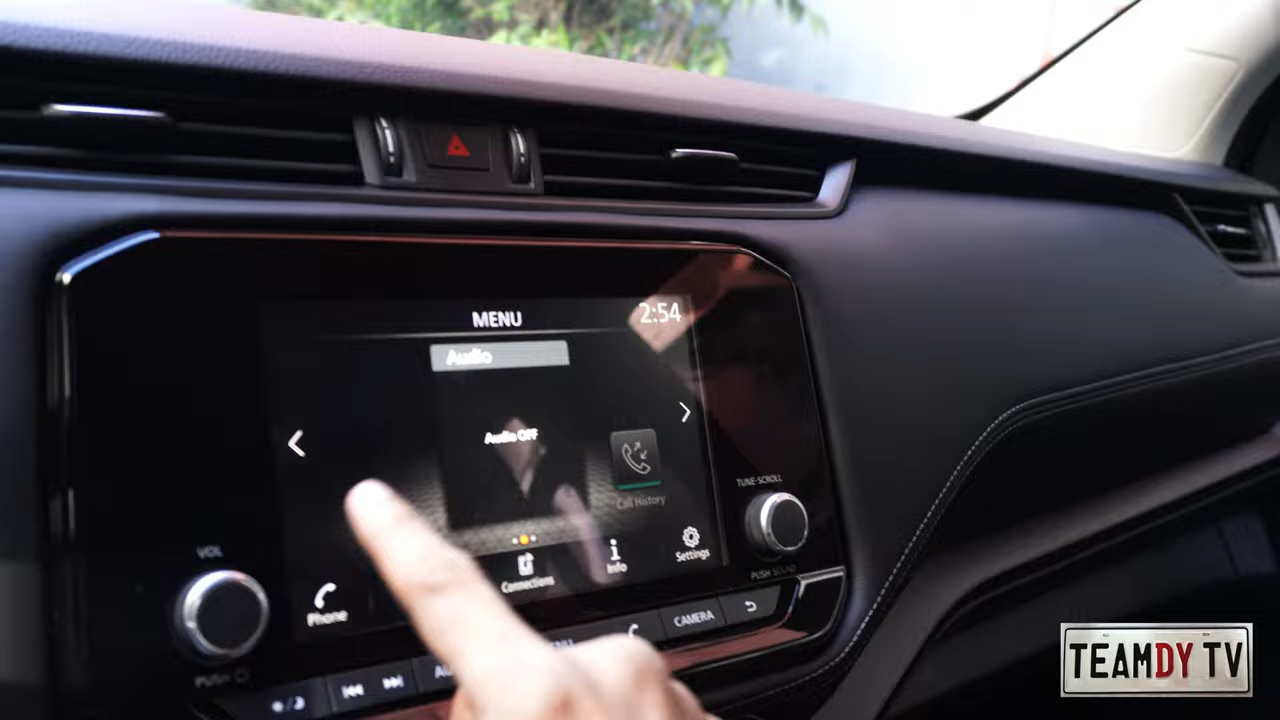 MENU
2:54
Audio
Audio OFF
Call History
TUNE·SCROLL
VOL
Phone
Connections
Info
Settings
PUSH SOUND
CAMERA
PUSH
TEAMDY TV